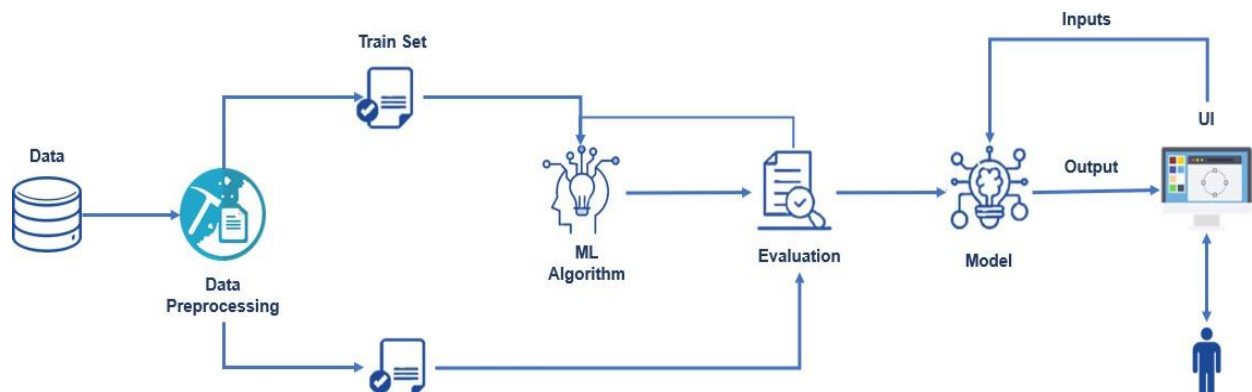 Train Set
Inputs
UI
Data
Output
ML
Algorithm
Evaluation
Model
Data
Preprocessing